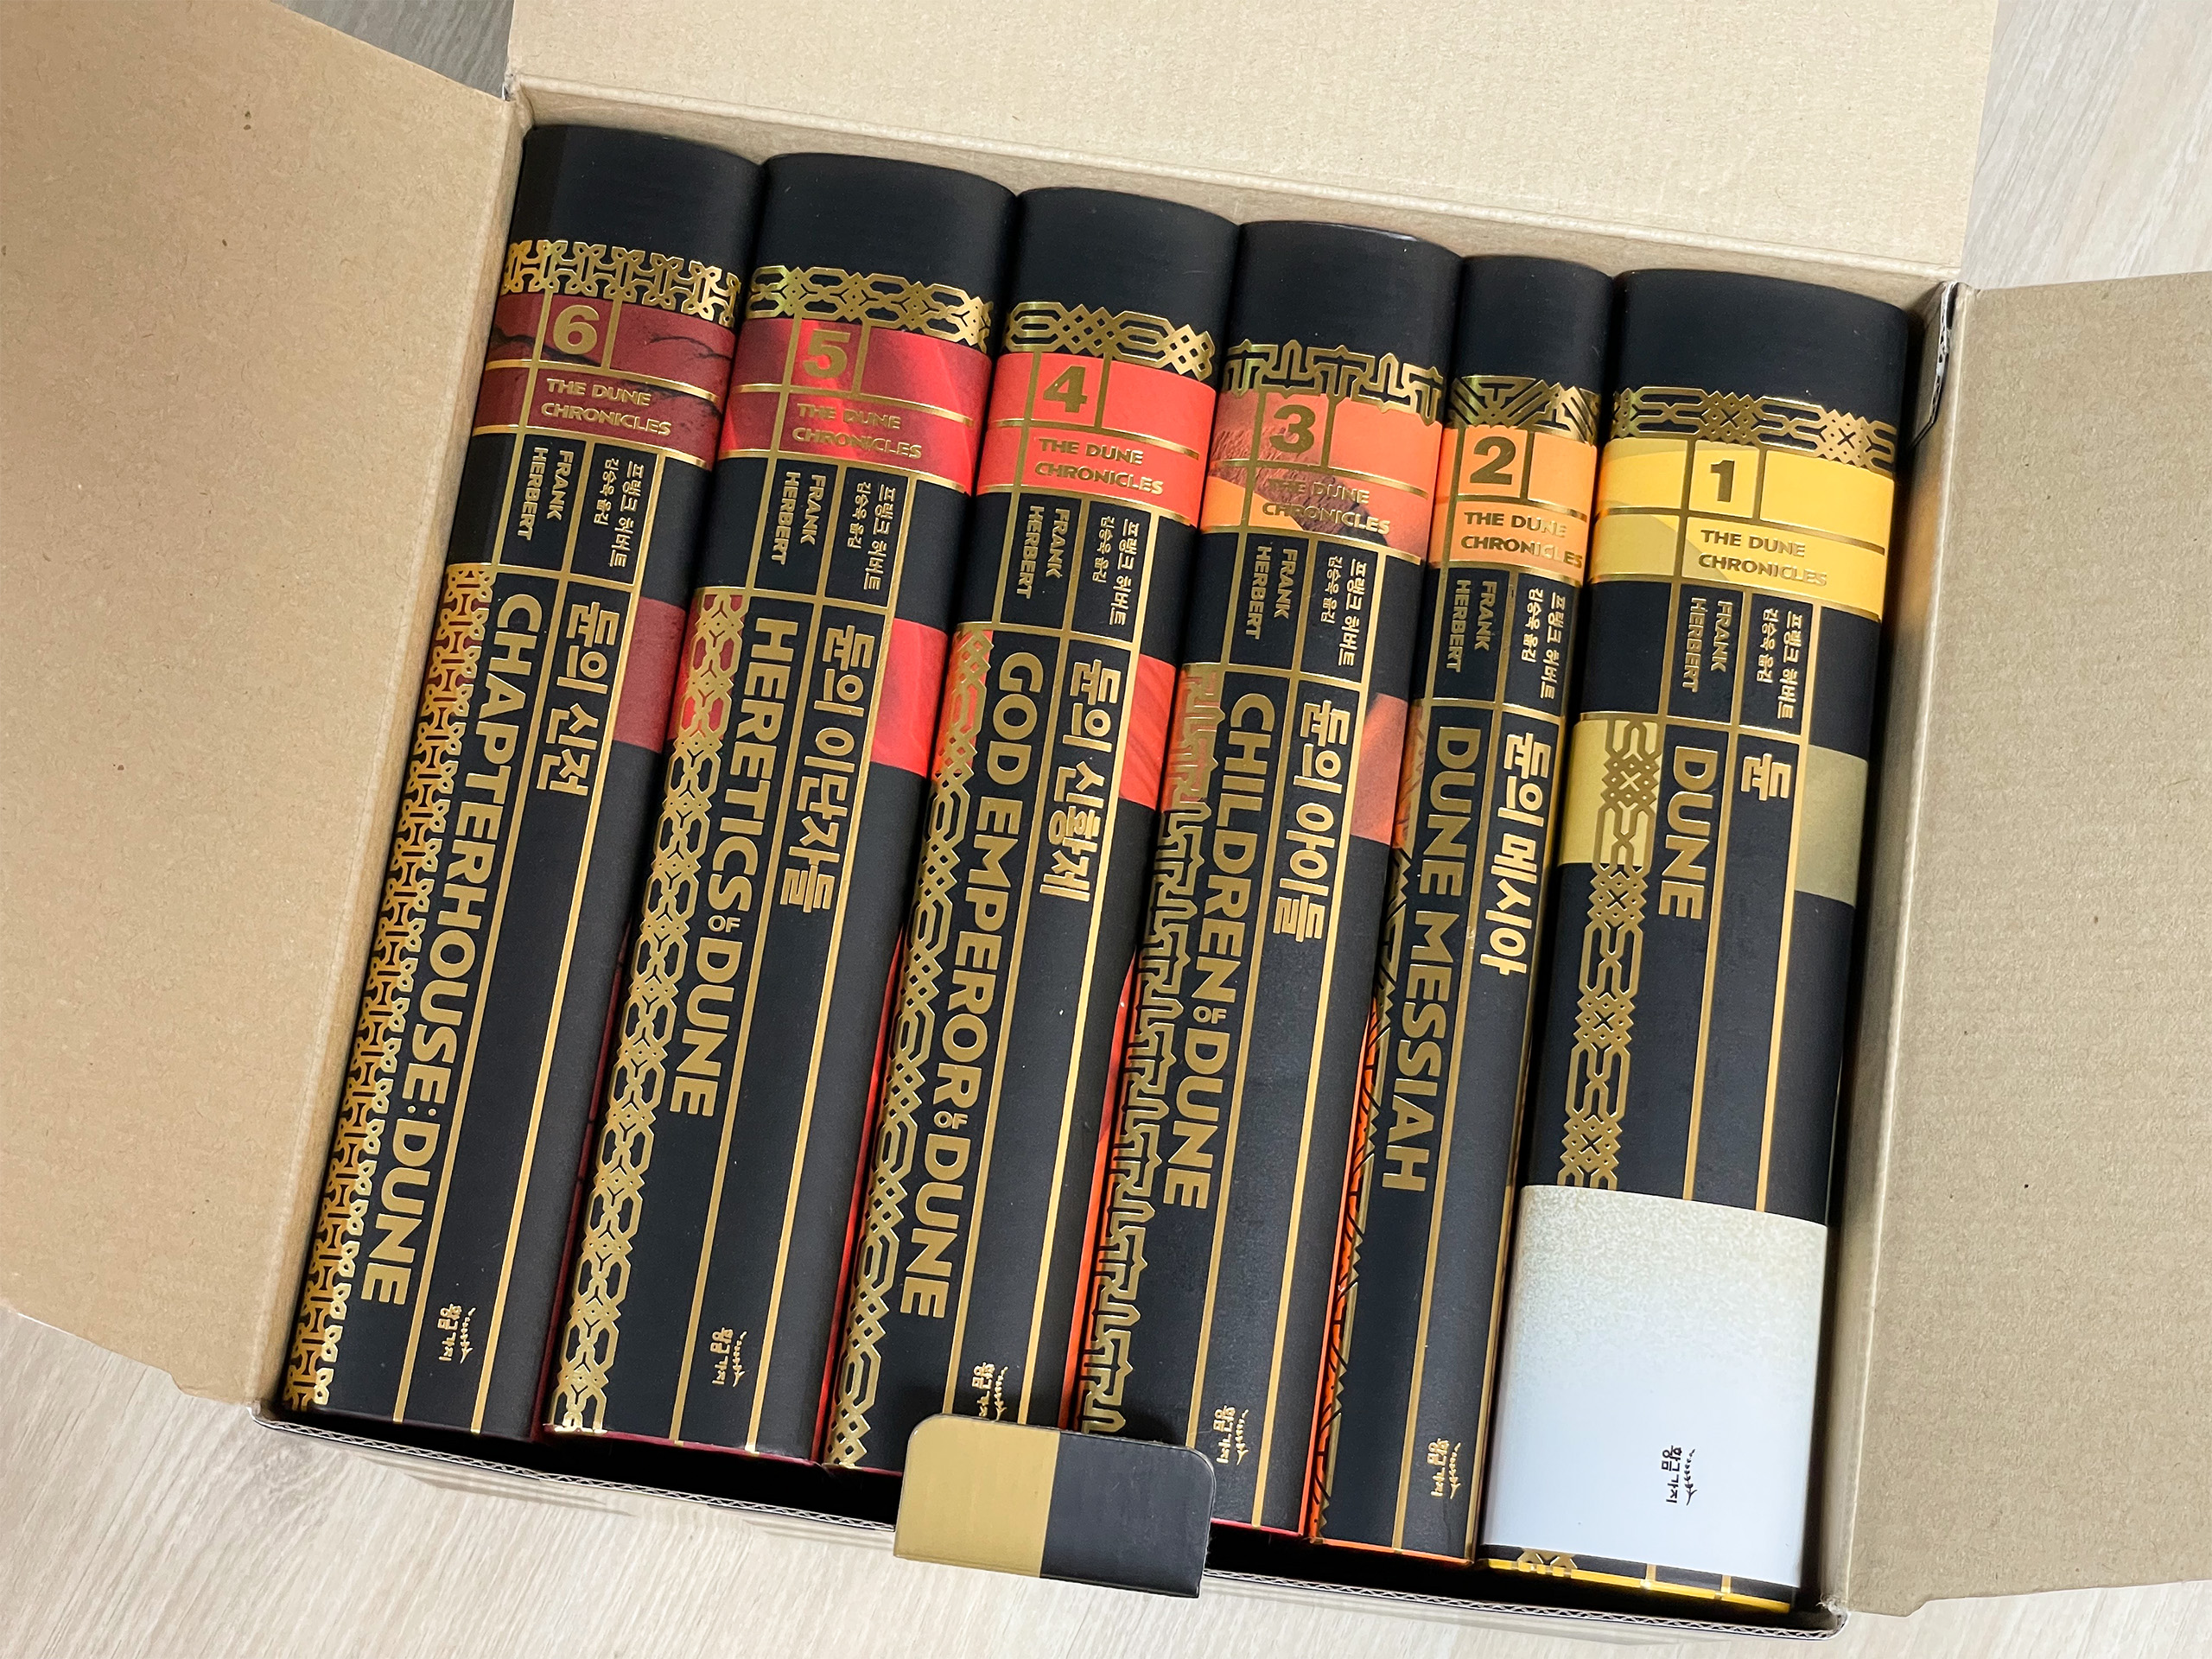 6
THE DUNE
CHRONICLES
FRANK
HERBERT
프랭크 허버트
김승욱 옮김
CHAPTERHOUSE: DUNE
듄의 신전
황금가지
5
THE DUNE
CHRONICLES
FRANK
HERBERT
프랭크 허버트
김승욱 옮김
HERETICS OF DUNE
듄의 이단자들
황금가지
4
THE DUNE
CHRONICLES
FRANK
HERBERT
프랭크 허버트
김승욱 옮김
GOD EMPEROR OF DUNE
듄의 신황제
황금가지
3
THE DUNE
CHRONICLES
FRANK
HERBERT
프랭크 허버트
김승욱 옮김
CHILDREN OF DUNE
듄의 아이들
황금가지
2
THE DUNE
CHRONICLES
FRANK
HERBERT
프랭크 허버트
김승욱 옮김
DUNE MESSIAH
듄의 메시아
황금가지
1
THE DUNE
CHRONICLES
FRANK
HERBERT
프랭크 허버트
김승욱 옮김
DUNE
듄
황금가지